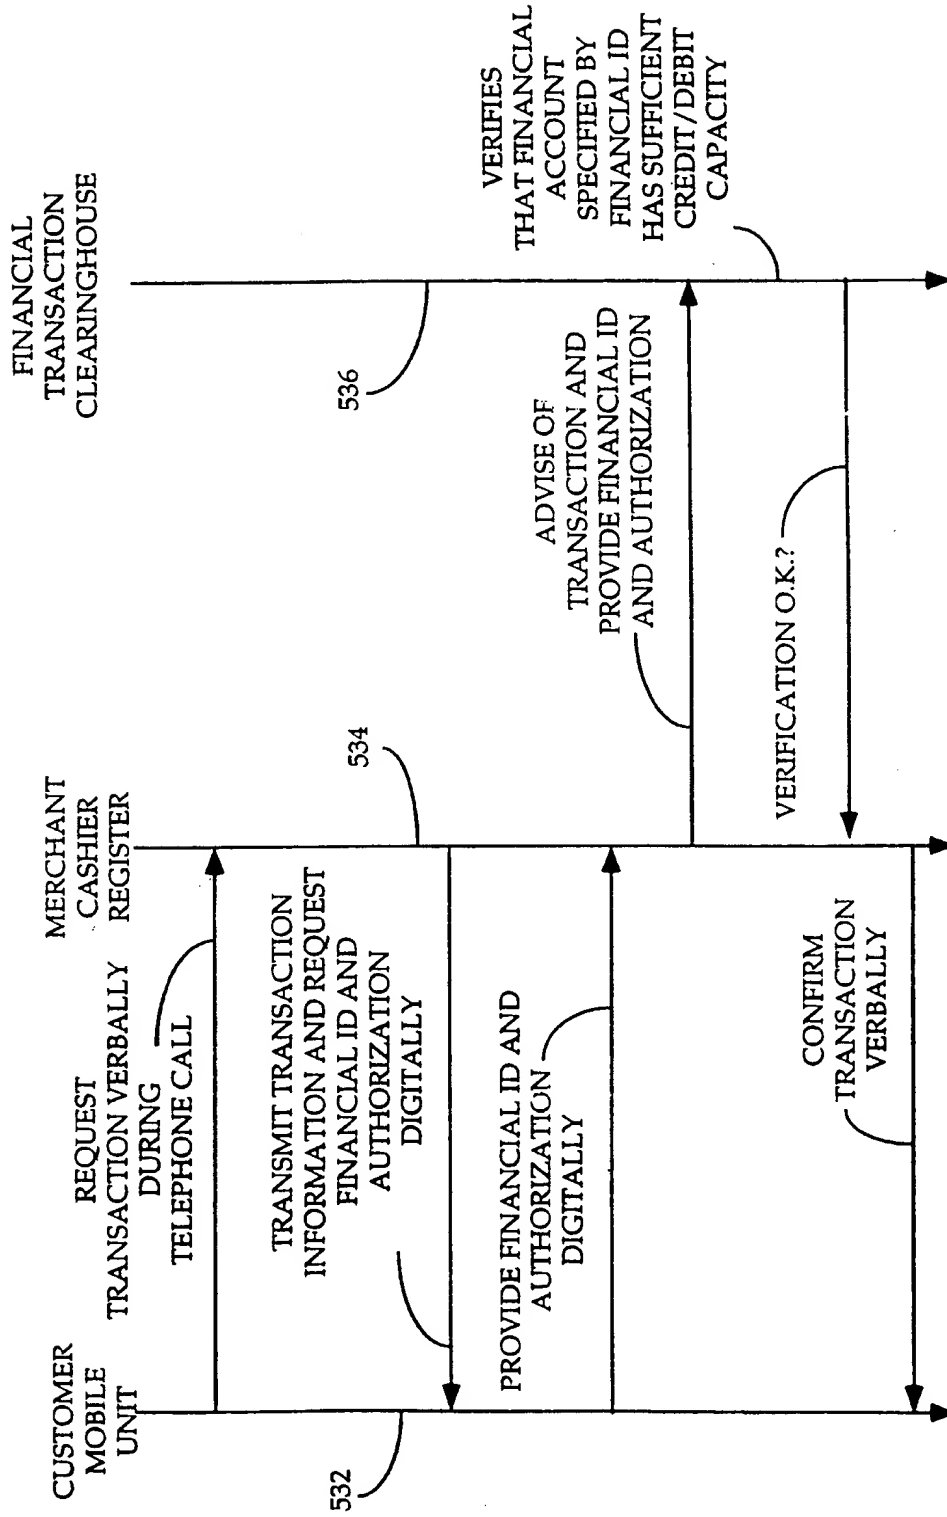 CUSTOMER
MOBILE
UNIT
MERCHANT
CASHIER
REGISTER
FINANCIAL
TRANSACTION
CLEARINGHOUSE
REQUEST
TRANSACTION VERBALLY
DURING
TELEPHONE CALL
532
534
536
TRANSMIT TRANSACTION
INFORMATION AND REQUEST
FINANCIAL ID AND
AUTHORIZATION
DIGITALLY
PROVIDE FINANCIAL ID AND
AUTHORIZATION
DIGITALLY
ADVISE OF
TRANSACTION AND
PROVIDE FINANCIAL ID
AND AUTHORIZATION
VERIFIES
THAT FINANCIAL
ACCOUNT
SPECIFIED BY
FINANCIAL ID
HAS SUFFICIENT
CREDIT/DEBIT
CAPACITY
VERIFICATION O.K.?
CONFIRM
TRANSACTION
VERBALLY